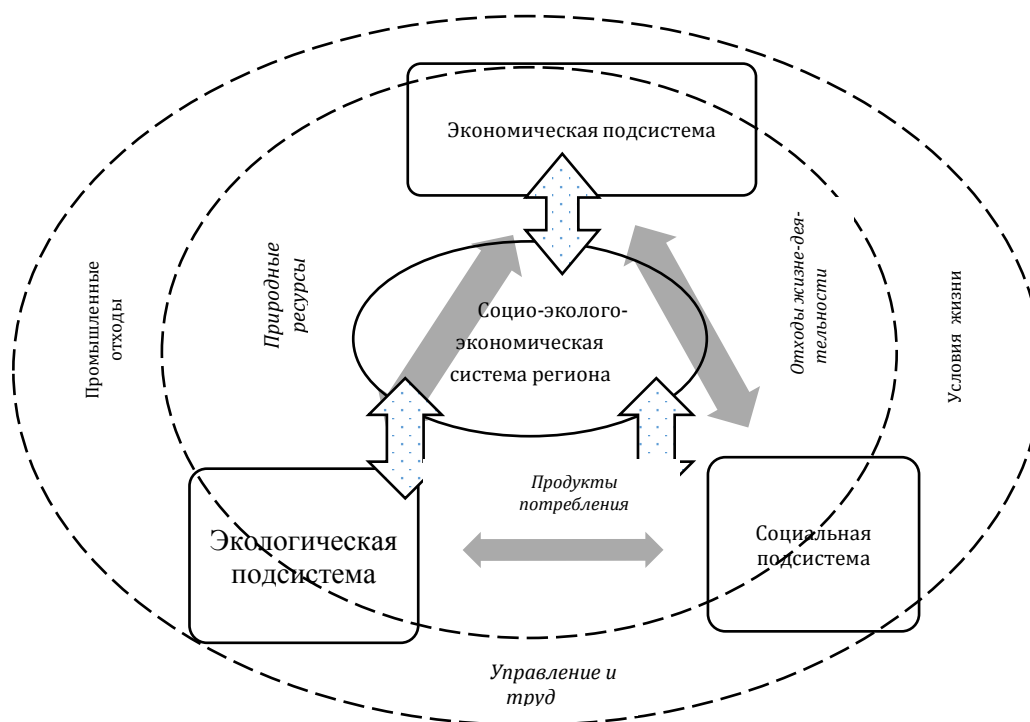 Экономическая подсистема
Промышленные
отходы
Природные
ресурсы
Социо-эколого-
экономическая
система региона
Отходы жизне-дея-
тельности
Условия жизни
Продукты
потребления
Экологическая
подсистема
Социальная
подсистема
Управление и
труд